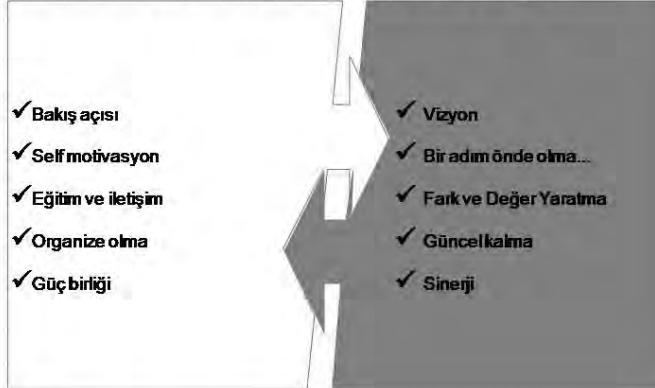 ✓ Bakış açısı
✓ Self motivasyon
✓ Eğitim ve iletişim
✓ Organize olma
✓ Güç birliği
✓ Vizyon
✓ Bir adım önde olma...
✓ Fark ve Değer Yaratma
✓ Güncel kalma
✓ Sinerji